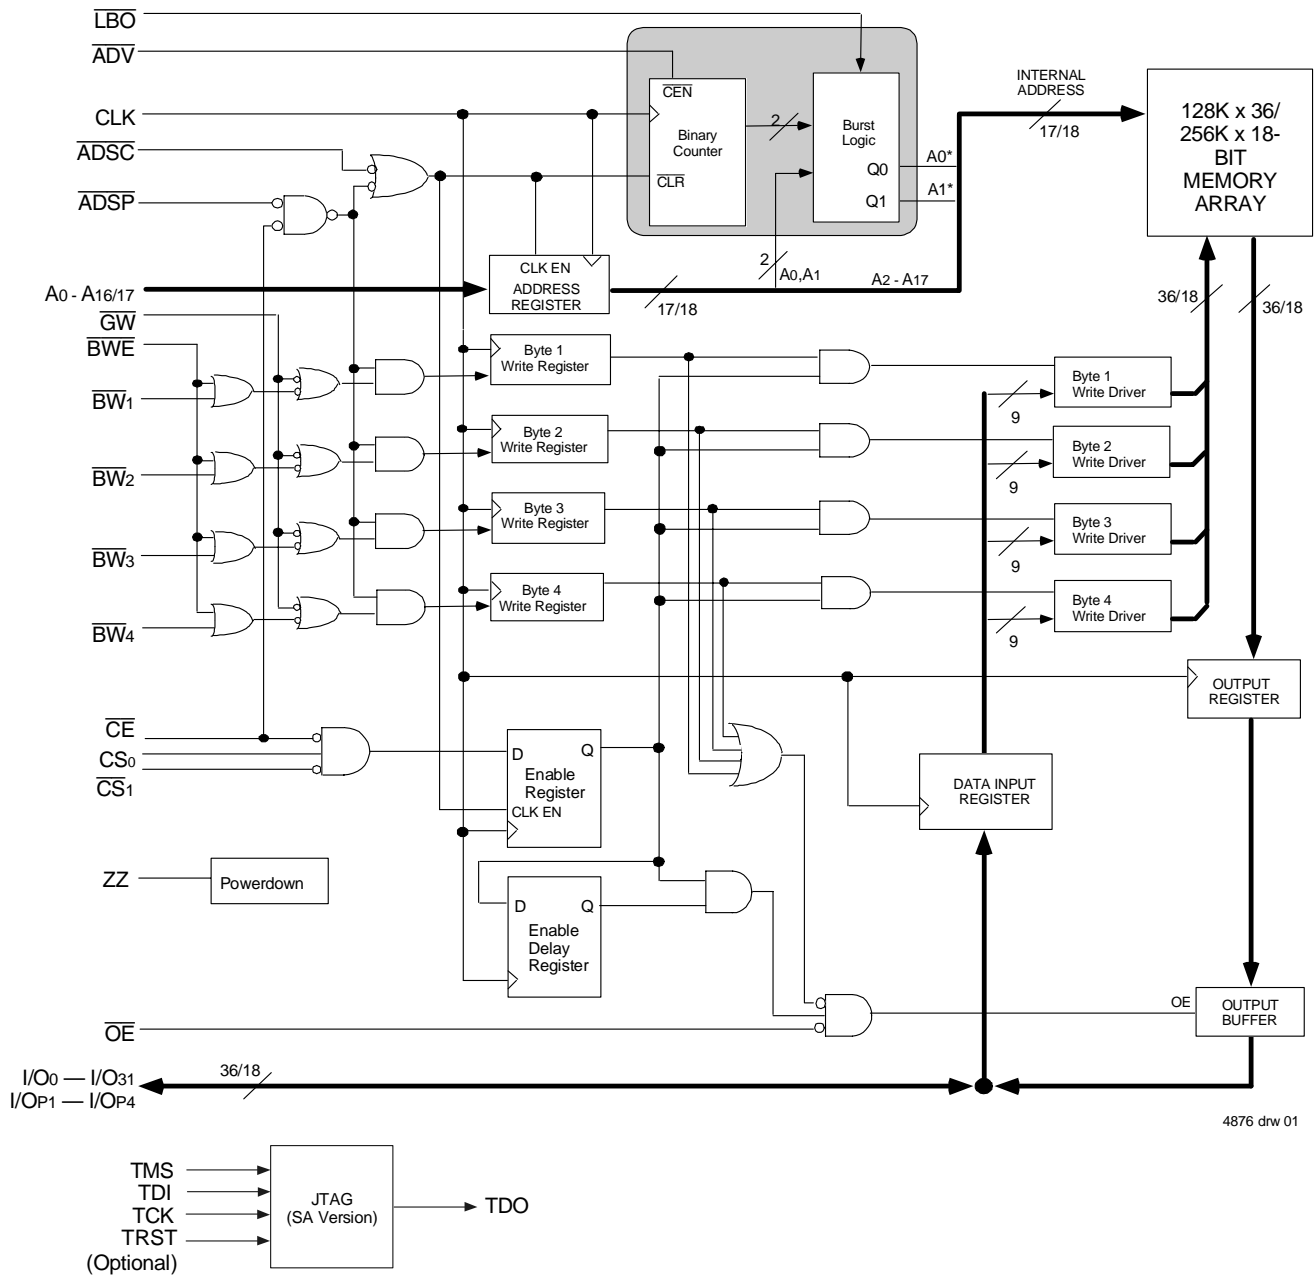 LBO
ADV
CLK
ADSC
ADSP
CEN
Binary
Counter
CLR
2
Burst
Logic
Q0
Q1
A0*
A1*
INTERNAL
ADDRESS
17/18
128K x 36/
256K x 18-
BIT
MEMORY
ARRAY
2
A0,A1
A2 - A17
CLK EN
ADDRESS
REGISTER
17/18
36/18
36/18
A0 - A16/17
GW
BWE
BW1
BW2
BW3
BW4
Byte 1
Write Register
Byte 2
Write Register
Byte 3
Write Register
Byte 4
Write Register
9
Byte 1
Write Driver
9
Byte 2
Write Driver
9
Byte 3
Write Driver
9
Byte 4
Write Driver
OUTPUT
REGISTER
CE
CS0
CS1
D Q
Enable
Register
CLK EN
DATA INPUT
REGISTER
ZZ
Powerdown
D Q
Enable
Delay
Register
OE
OE
OUTPUT
BUFFER
I/O0 — I/O31
I/OP1 — I/OP4
36/18
4876 drw 01
TMS
TDI
TCK
TRST
(Optional)
JTAG
(SA Version)
TDO